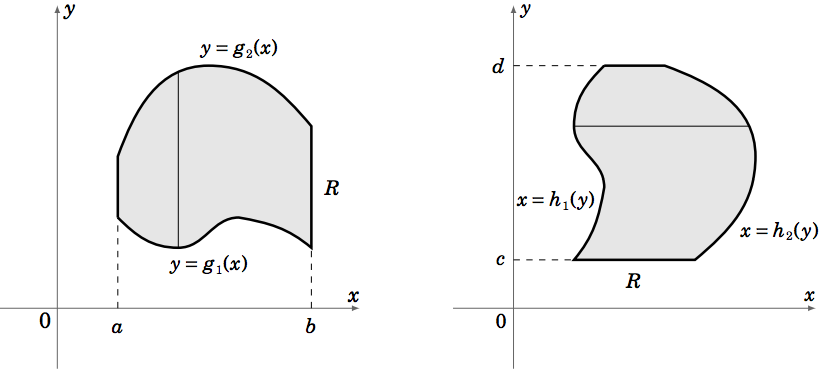 y
y = g₂(x)
R
y = g₁(x)
x
0
a
b
y
d
x = h₁(y)
x = h₂(y)
c
R
x
0